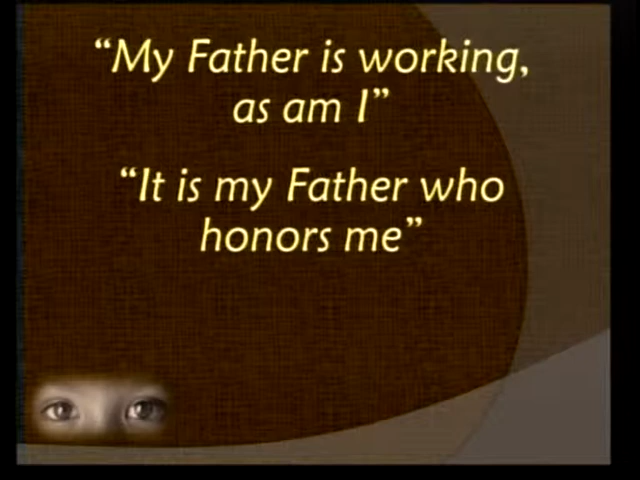 “My Father is working,
as am I”
“It is my Father who
honors me”